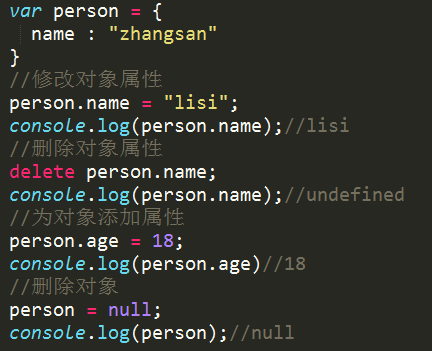 var person = {
  name : "zhangsan"
}
//修改对象属性
person.name = "lisi";
console.log(person.name);//lisi
//删除对象属性
delete person.name;
console.log(person.name);//undefined
//为对象添加属性
person.age = 18;
console.log(person.age)//18
//删除对象
person = null;
console.log(person);//null